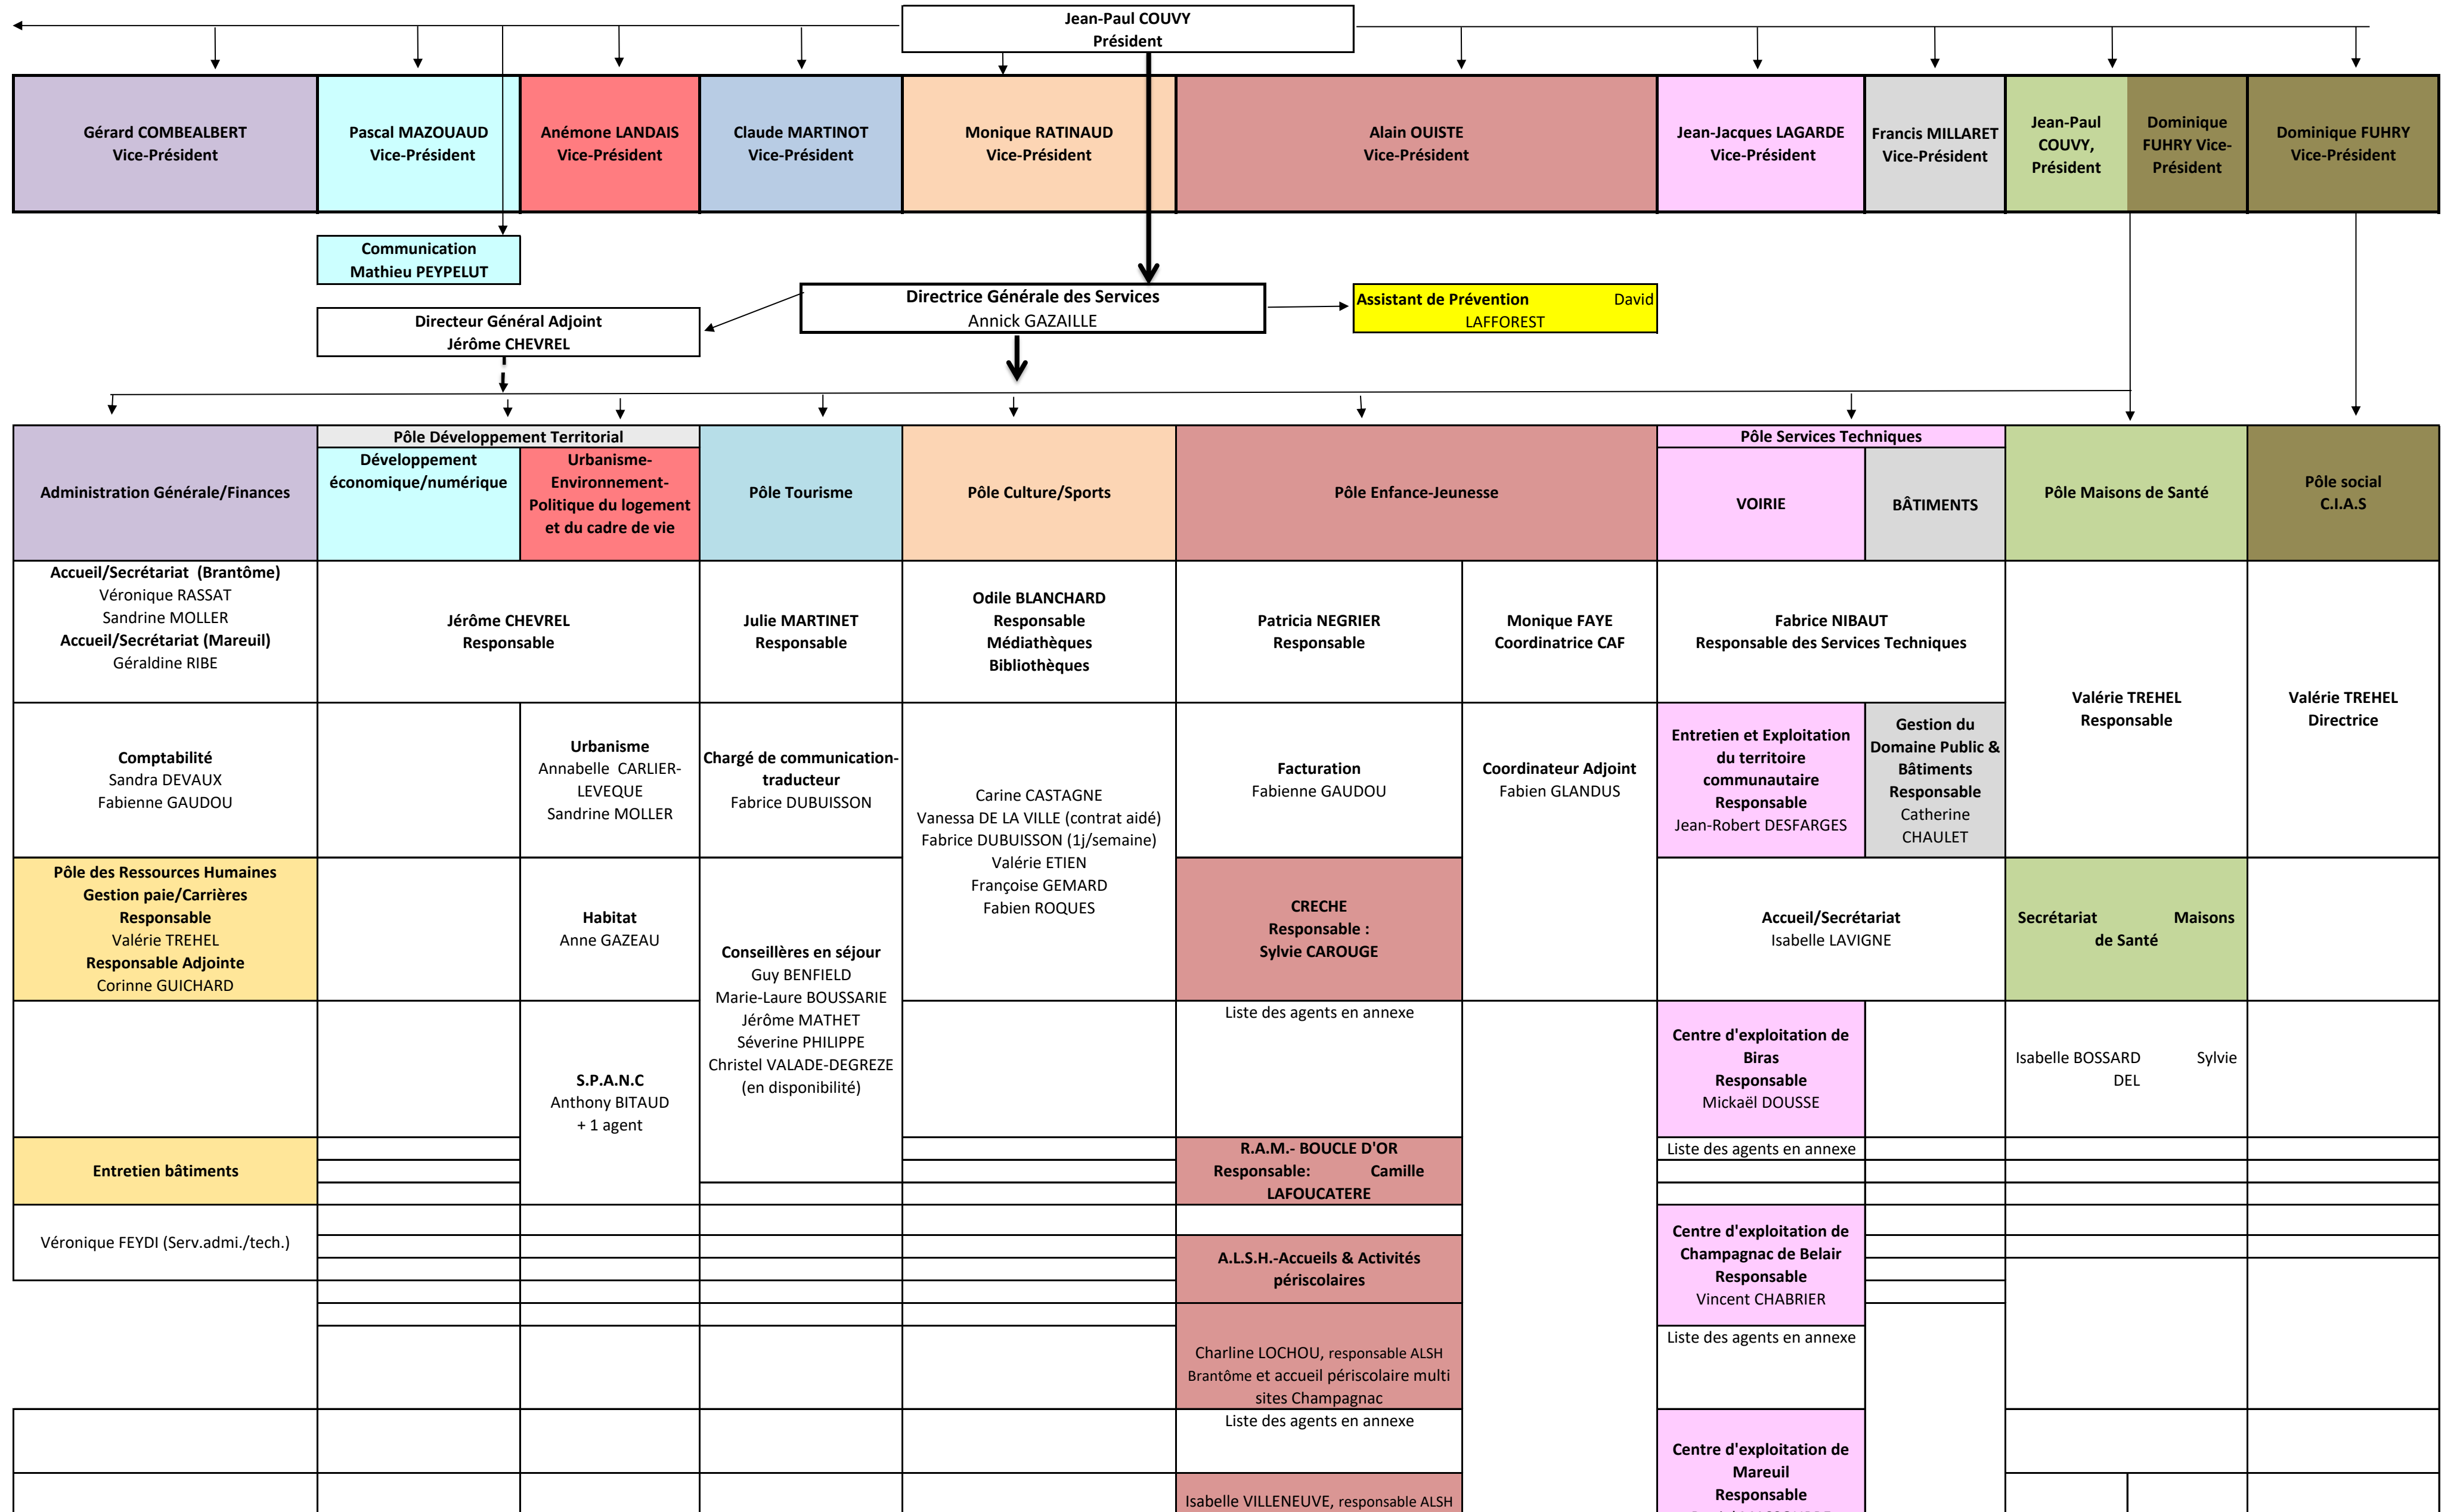 Jean-Paul COUVY
Président
Gérard COMBEALBERT
Vice-Président
Pascal MAZOUAUD
Vice-Président
Anémone LANDAIS
Vice-Président
Claude MARTINOT
Vice-Président
Monique RATINAUD
Vice-Président
Alain OUISTE
Vice-Président
Jean-Jacques LAGARDE
Vice-Président
Francis MILLARET
Vice-Président
Jean-Paul
COUVY,
Président
Dominique
FUHRY Vice-
Président
Dominique FUHRY
Vice-Président
Communication
Mathieu PEYPELUT
Directrice Générale des Services
Annick GAZAILLE
Assistant de Prévention David
LAFFOREST
Directeur Général Adjoint
Jérôme CHEVREL
Administration Générale/Finances
Pôle Développement Territorial
Développement
économique/numérique
Urbanisme-
Environnement-
Politique du logement
et du cadre de vie
Pôle Tourisme
Pôle Culture/Sports
Pôle Enfance-Jeunesse
Pôle Services Techniques
VOIRIE
BÂTIMENTS
Pôle Maisons de Santé
Pôle social
C.I.A.S
Accueil/Secrétariat (Brantôme)
Véronique RASSAT
Sandrine MOLLER
Accueil/Secrétariat (Mareuil)
Géraldine RIBE
Jérôme CHEVREL
Responsable
Julie MARTINET
Responsable
Odile BLANCHARD
Responsable
Médiathèques
Bibliothèques
Patricia NEGRIER
Responsable
Monique FAYE
Coordinatrice CAF
Fabrice NIBAUT
Responsable des Services Techniques
Valérie TREHEL
Responsable
Valérie TREHEL
Directrice
Comptabilité
Sandra DEVAUX
Fabienne GAUDOU
Urbanisme
Annabelle CARLIER-
LEVEQUE
Sandrine MOLLER
Chargé de communication-
traducteur
Fabrice DUBUISSON
Carine CASTAGNE
Vanessa DE LA VILLE (contrat aidé)
Fabrice DUBUISSON (1j/semaine)
Valérie ETIEN
Françoise GEMARD
Fabien ROQUES
Facturation
Fabienne GAUDOU
Coordinateur Adjoint
Fabien GLANDUS
Entretien et Exploitation
du territoire
communautaire
Responsable
Jean-Robert DESFARGES
Gestion du
Domaine Public &
Bâtiments
Responsable
Catherine
CHAULET
Pôle des Ressources Humaines
Gestion paie/Carrières
Responsable
Valérie TREHEL
Responsable Adjointe
Corinne GUICHARD
Habitat
Anne GAZEAU
Conseillères en séjour
Guy BENFIELD
Marie-Laure BOUSSARIE
Jérôme MATHET
Séverine PHILIPPE
Christel VALADE-DEGREZE
(en disponibilité)
CRECHE
Responsable :
Sylvie CAROUGE
Accueil/Secrétariat
Isabelle LAVIGNE
Secrétariat Maisons
de Santé
S.P.A.N.C
Anthony BITAUD
+ 1 agent
Liste des agents en annexe
Centre d'exploitation de
Biras
Responsable
Mickaël DOUSSE
Isabelle BOSSARD Sylvie
DEL
Entretien bâtiments
R.A.M.- BOUCLE D'OR
Responsable: Camille
LAFOUCATERE
Liste des agents en annexe
Véronique FEYDI (Serv.admi./tech.)
A.L.S.H.-Accueils & Activités
périscolaires
Centre d'exploitation de
Champagnac de Belair
Responsable
Vincent CHABRIER
Charline LOCHOU, responsable ALSH
Brantôme et accueil périscolaire multi
sites Champagnac
Liste des agents en annexe
Liste des agents en annexe
Centre d'exploitation de
Mareuil
Responsable
Isabelle VILLENEUVE, responsable ALSH